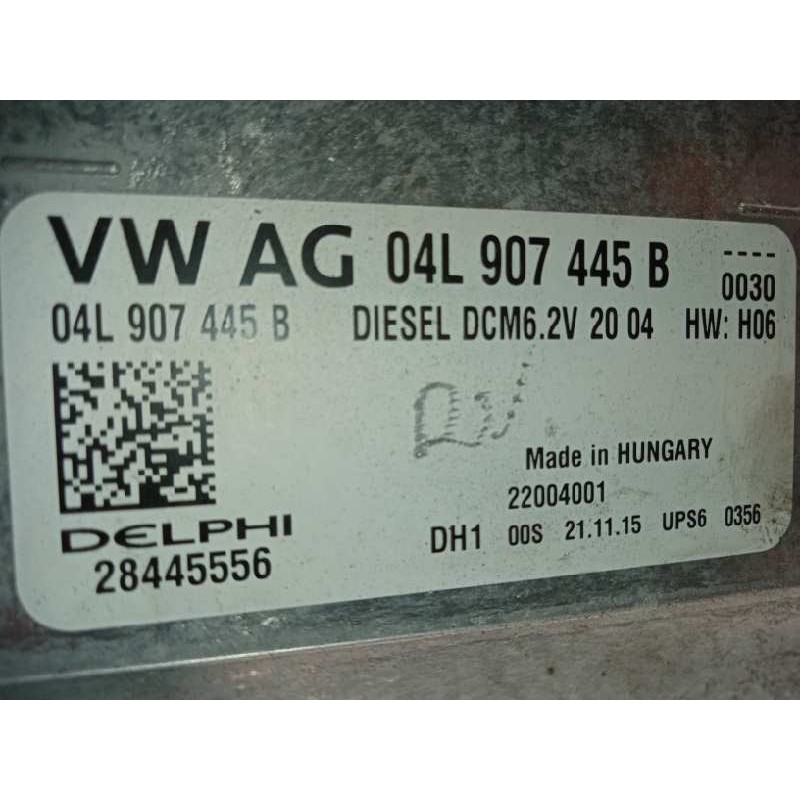 VW AG 04L 907 445 B ----
0030
04L 907 445 B DIESEL DCM6.2V 20 04 HW: H06
Made in HUNGARY
22004001
DELPHI
28445556
DH1 00S 21.11.15 UPS6 0356